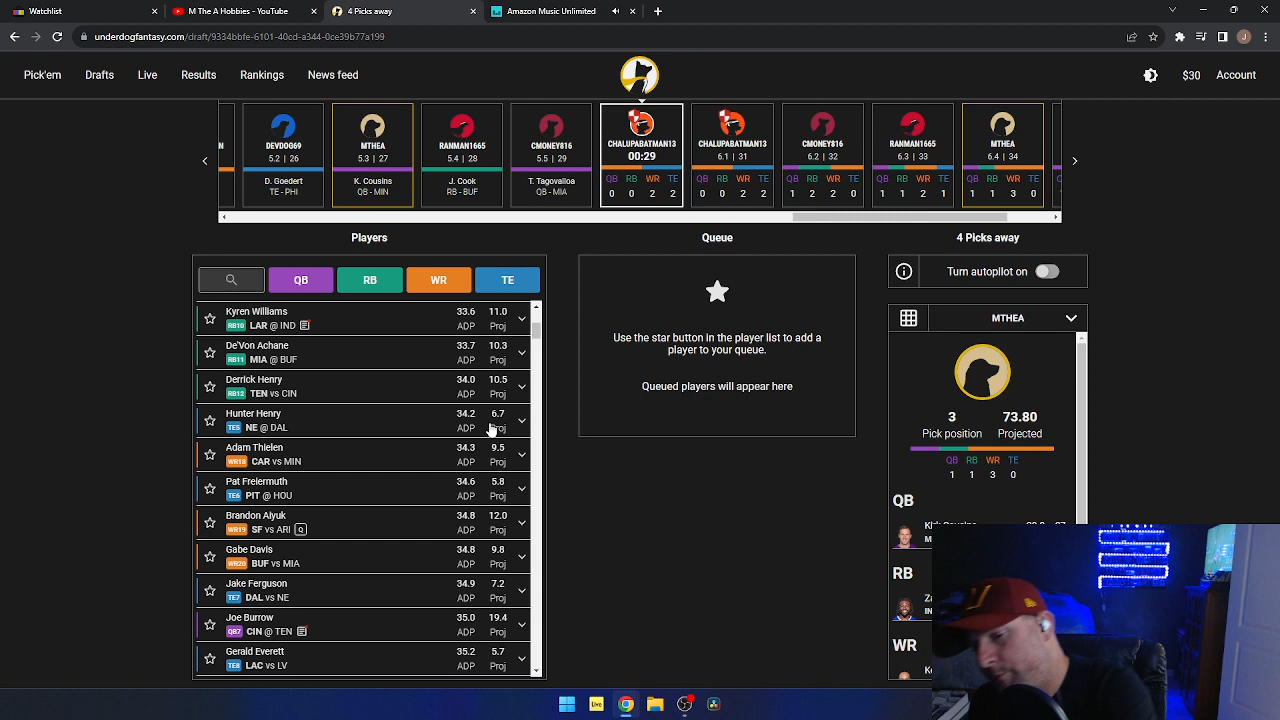 Watchlist
M The A Hobbies - YouTube
4 Picks away
Amazon Music Unlimited
underdogfantasy.com/draft/9334bbfe-6101-40cd-a344-0ce39b77a199
J
Pick'em
Drafts
Live
Results
Rankings
News feed
$30
Account
N
DEVDOG69
5.2 | 26
D. Goedert
TE - PHI
MTHEA
5.3 | 27
K. Cousins
QB - MIN
RANMAN1665
5.4 | 28
J. Cook
RB - BUF
CMONEY816
5.5 | 29
T. Tagovailoa
QB - MIA
CHALUPABATMAN13
00:29
QB RB WR TE
0 0 2 2
CHALUPABATMAN13
6.1 | 31
QB RB WR TE
0 0 2 2
CMONEY816
6.2 | 32
QB RB WR TE
1 2 2 0
RANMAN1665
6.3 | 33
QB RB WR TE
1 1 2 1
MTHEA
6.4 | 34
QB RB WR TE
1 1 3 0
Players
Queue
4 Picks away
QB
RB
WR
TE
Kyren Williams 33.6 11.0
RB10 LAR @ IND ADP Proj
De'Von Achane 33.7 10.3
RB11 MIA @ BUF ADP Proj
Derrick Henry 34.0 10.5
RB12 TEN vs CIN ADP Proj
Hunter Henry 34.2 6.7
TE5 NE @ DAL ADP Proj
Adam Thielen 34.3 9.5
WR18 CAR vs MIN ADP Proj
Pat Freiermuth 34.6 5.8
TE6 PIT @ HOU ADP Proj
Brandon Aiyuk 34.8 12.0
WR19 SF vs ARI Q ADP Proj
Gabe Davis 34.8 9.8
WR20 BUF vs MIA ADP Proj
Jake Ferguson 34.9 7.2
TE7 DAL vs NE ADP Proj
Joe Burrow 35.0 19.4
QB7 CIN @ TEN ADP Proj
Gerald Everett 35.2 5.7
TE8 LAC vs LV ADP Proj
Use the star button in the player list to add a
player to your queue.
Queued players will appear here
Turn autopilot on
MTHEA
3 73.80
Pick position Projected
QB RB WR TE
1 1 3 0
QB
RB
WR
Live